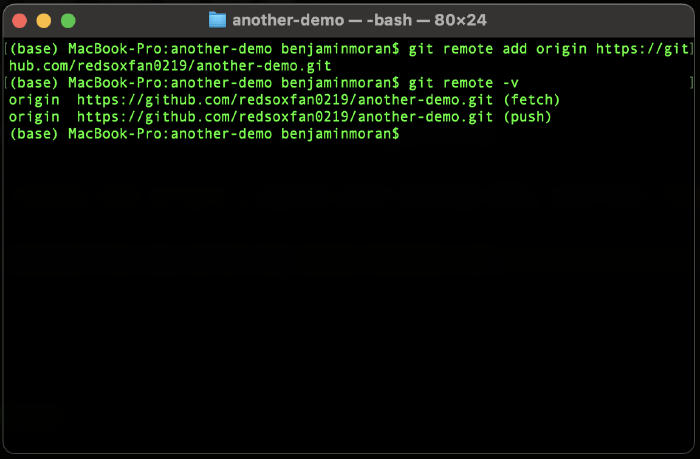 another-demo — -bash — 80×24
[(base) MacBook-Pro:another-demo benjaminmoran$ git remote add origin https://git]
hub.com/redsoxfan0219/another-demo.git
[(base) MacBook-Pro:another-demo benjaminmoran$ git remote -v ]
origin  https://github.com/redsoxfan0219/another-demo.git (fetch)
origin  https://github.com/redsoxfan0219/another-demo.git (push)
(base) MacBook-Pro:another-demo benjaminmoran$